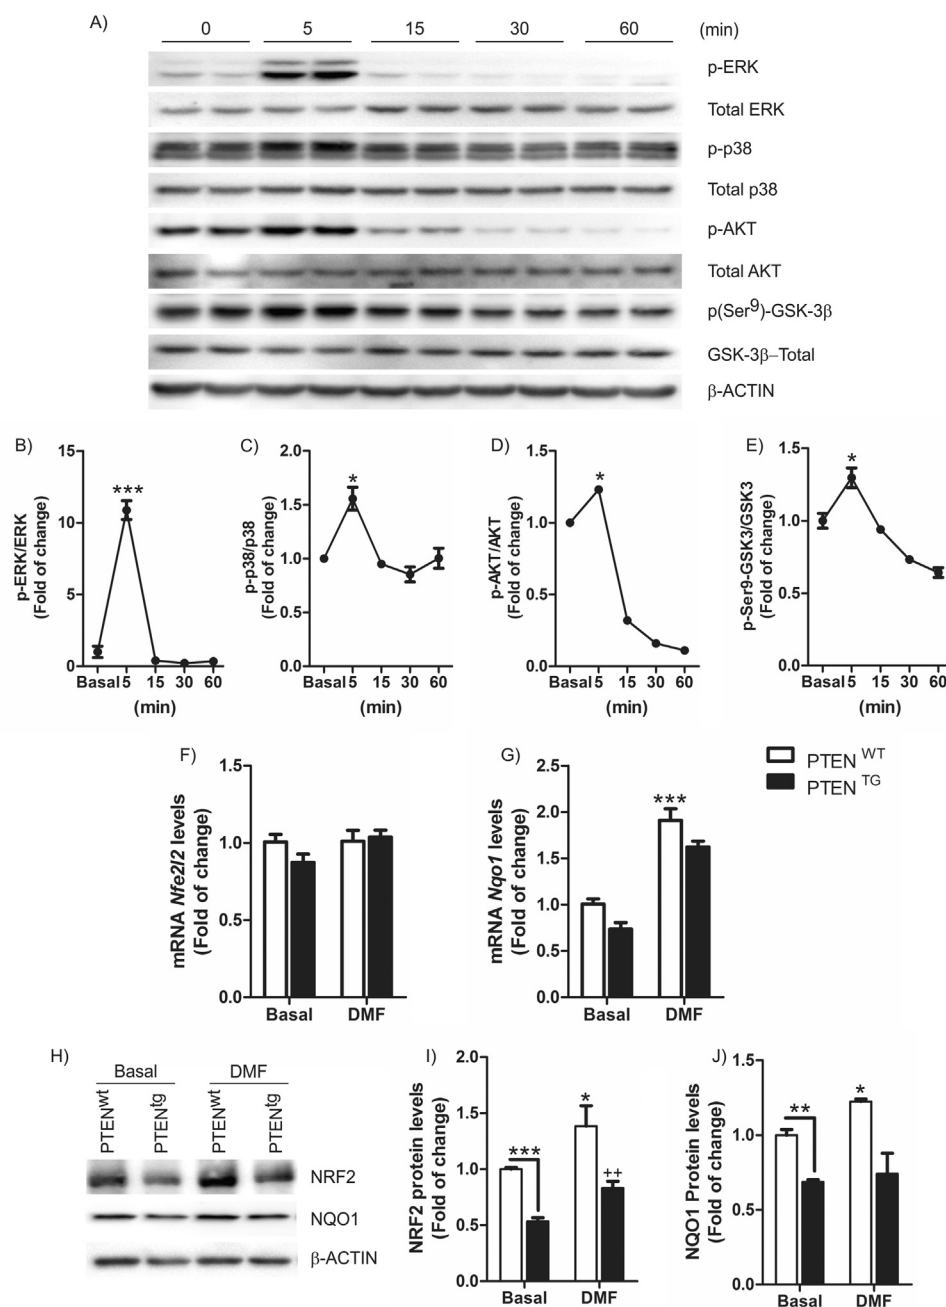 A)
0 5 15 30 60 (min)
p-ERK
Total ERK
p-p38
Total p38
p-AKT
Total AKT
p(Ser9)-GSK-3β
GSK-3β–Total
β-ACTIN
B)
p-ERK/ERK
(Fold of change)
15
10
5
0
***
Basal 5 15 30 60
(min)
C)
p-p38/p38
(Fold of change)
2.0
1.5
1.0
0.5
0.0
*
Basal 5 15 30 60
(min)
D)
p-AKT/AKT
(Fold of change)
1.5
1.0
0.5
0.0
*
Basal 5 15 30 60
(min)
E)
p-Ser9-GSK3/GSK3
(Fold of change)
1.5
1.0
0.5
0.0
*
Basal 5 15 30 60
(min)
F)
mRNA Nfe2l2 levels
(Fold of change)
1.5
1.0
0.5
0.0
Basal DMF
G)
mRNA Nqo1 levels
(Fold of change)
2.5
2.0
1.5
1.0
0.5
0.0
***
Basal DMF
PTEN WT
PTEN TG
H)
Basal DMF
PTENwt PTENtg PTENwt PTENtg
NRF2
NQO1
β-ACTIN
I)
NRF2 protein levels
(Fold of change)
2.0
1.5
1.0
0.5
0.0
***
*
++
Basal DMF
J)
NQO1 Protein levels
(Fold of change)
1.5
1.0
0.5
0.0
**
*
Basal DMF